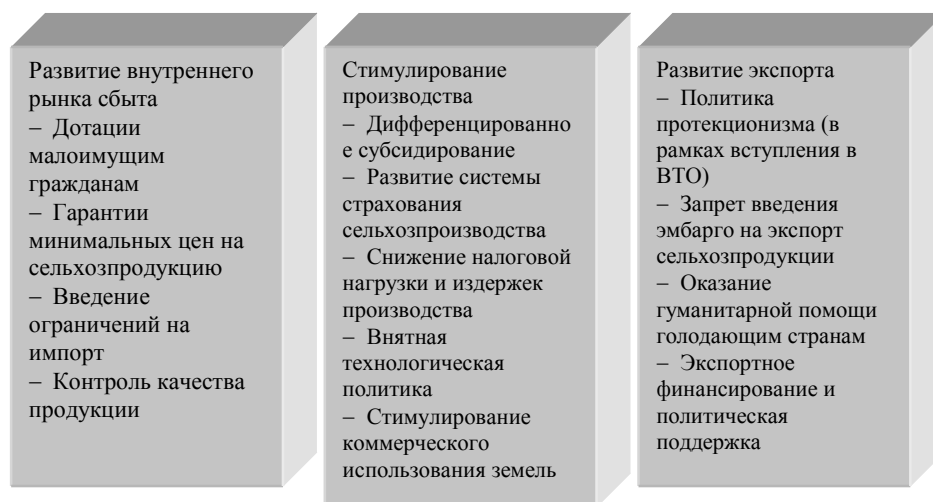 Развитие внутреннего
рынка сбыта
− Дотации
малоимущим
гражданам
− Гарантии
минимальных цен на
сельхозпродукцию
− Введение
ограничений на
импорт
− Контроль качества
продукции
Стимулирование
производства
− Дифференцированно
е субсидирование
− Развитие системы
страхования
сельхозпроизводства
− Снижение налоговой
нагрузки и издержек
производства
− Внятная
технологическая
политика
− Стимулирование
коммерческого
использования земель
Развитие экспорта
− Политика
протекционизма (в
рамках вступления в
ВТО)
− Запрет введения
эмбарго на экспорт
сельхозпродукции
− Оказание
гуманитарной помощи
голодающим странам
− Экспортное
финансирование и
политическая
поддержка